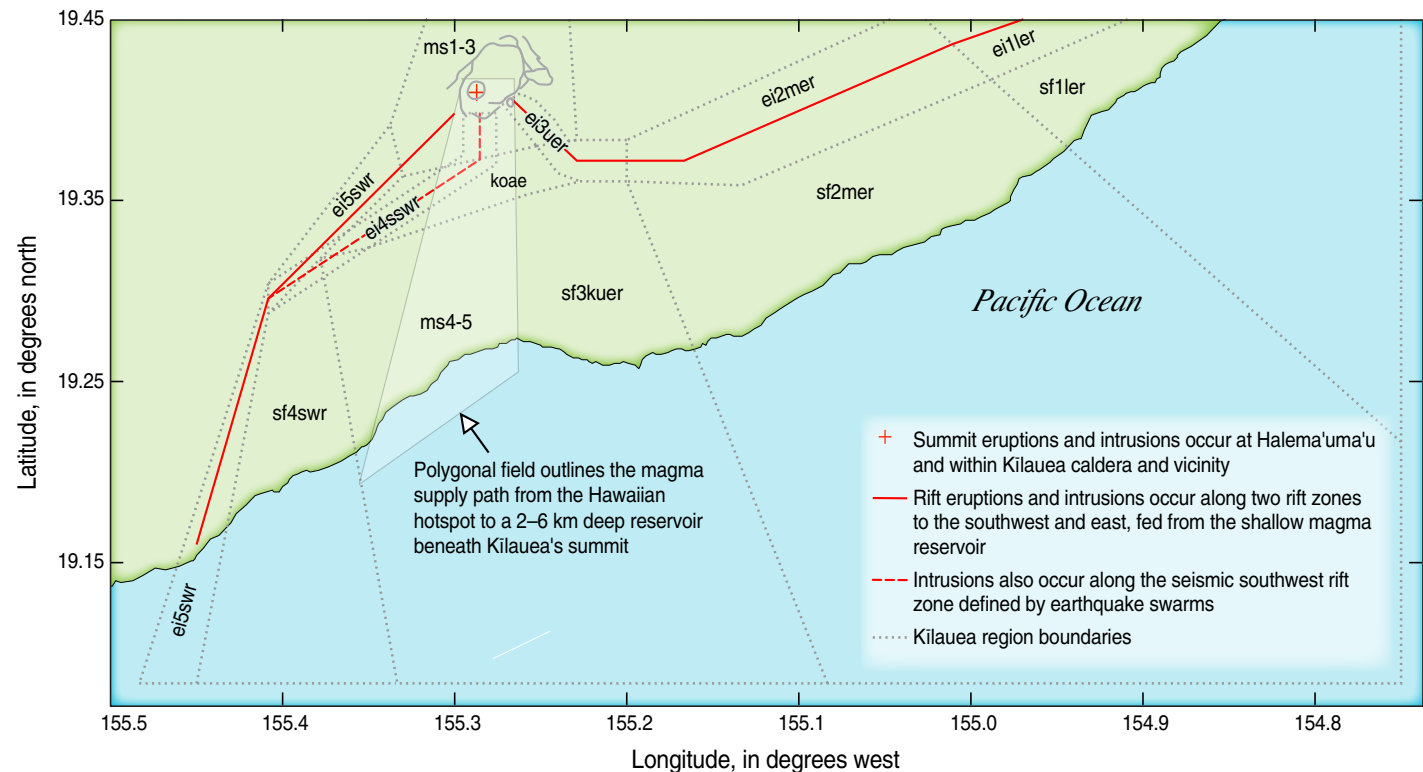 19.45
19.35
19.25
19.15
Latitude, in degrees north
155.5
155.4
155.3
155.2
155.1
155.0
154.9
154.8
Longitude, in degrees west
ms1-3
ei1ler
ei2mer
sf1ler
ei3uer
koae
sf2mer
ei5swr
ei4sswr
sf3kuer
ms4-5
sf4swr
ei5swr
Pacific Ocean
Polygonal field outlines the magma
supply path from the Hawaiian
hotspot to a 2–6 km deep reservoir
beneath Kīlauea's summit
Summit eruptions and intrusions occur at Halema'uma'u
and within Kīlauea caldera and vicinity
Rift eruptions and intrusions occur along two rift zones
to the southwest and east, fed from the shallow magma
reservoir
Intrusions also occur along the seismic southwest rift
zone defined by earthquake swarms
Kīlauea region boundaries